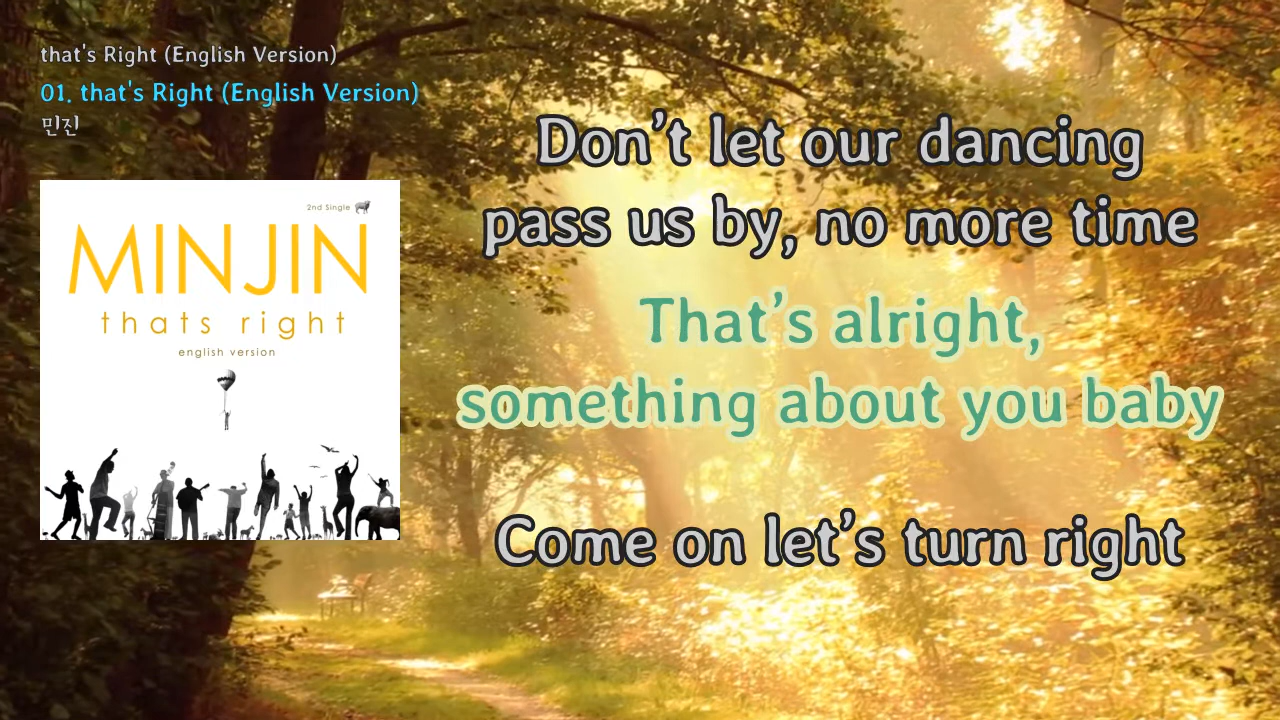 that's Right (English Version)
01. that's Right (English Version)
민진
2nd Single
MINJIN
thats right
english version
Don’t let our dancing
pass us by, no more time
That’s alright,
something about you baby
Come on let’s turn right